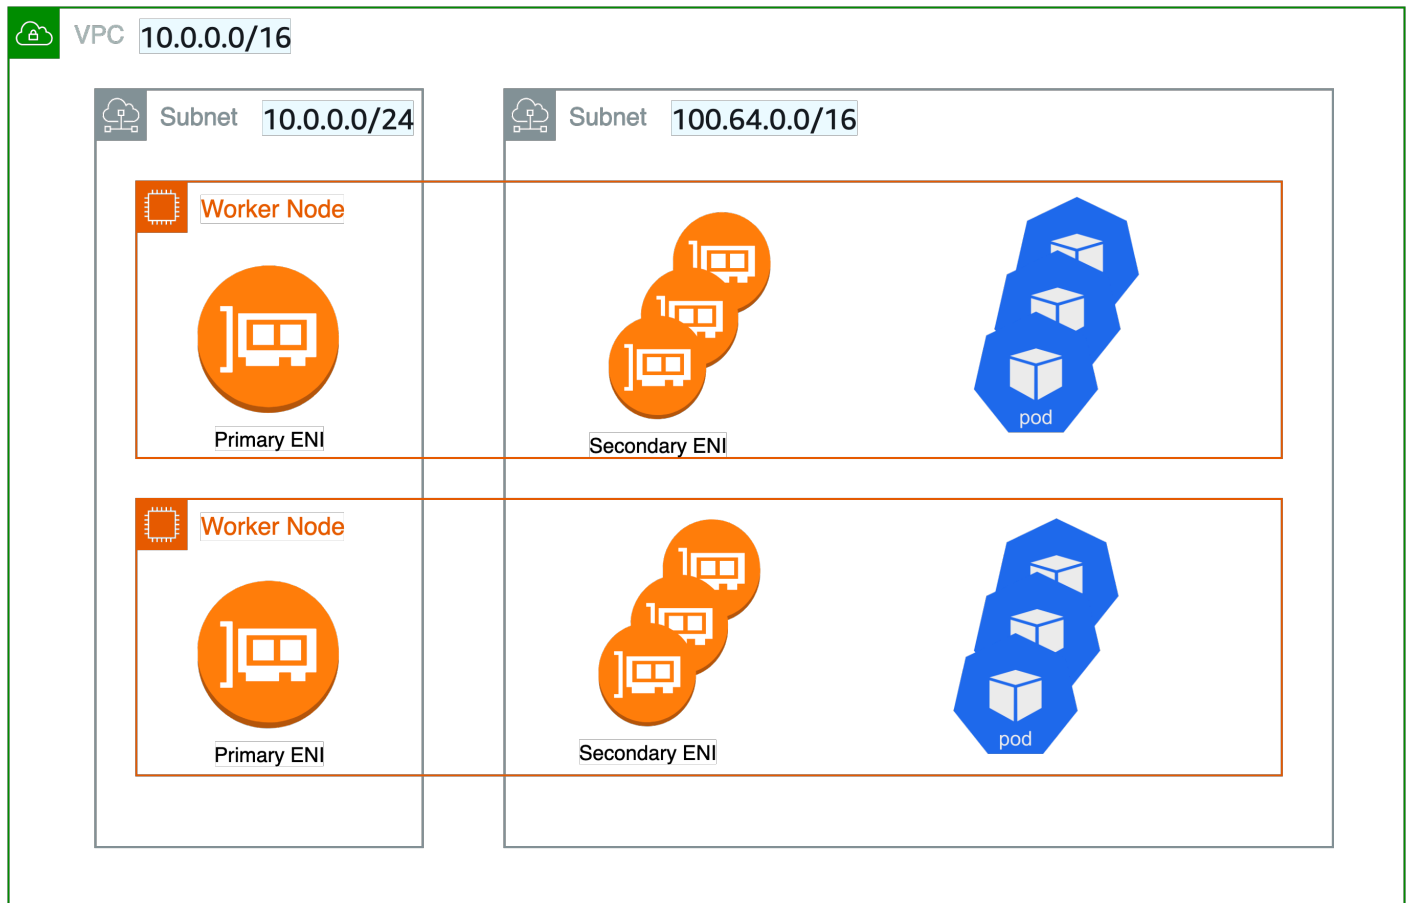 VPC 10.0.0.0/16
Subnet 10.0.0.0/24
Subnet 100.64.0.0/16
Worker Node
pod
Primary ENI
Secondary ENI
Worker Node
pod
Primary ENI
Secondary ENI